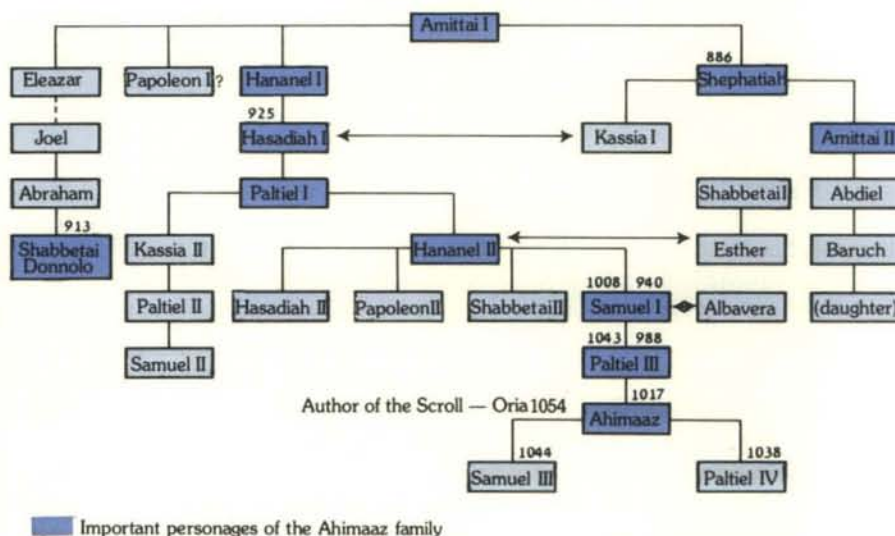 Amittai I
886
Eleazar
Papoleon I?
Hananel I
Shephatiah
925
Joel
Hasadiah I
Kassia I
Amittai II
Abraham
Paltiel I
Shabbetai I
Abdiel
913
Shabbetai
Donnolo
Kassia II
Hananel II
Esther
Baruch
1008 940
Paltiel II
Hasadiah II
Papoleon II
Shabbetai II
Samuel I
Albavera
(daughter)
1043 988
Samuel II
Paltiel III
1017
Author of the Scroll — Oria 1054
Ahimaaz
1044
1038
Samuel III
Paltiel IV
Important personages of the Ahimaaz family